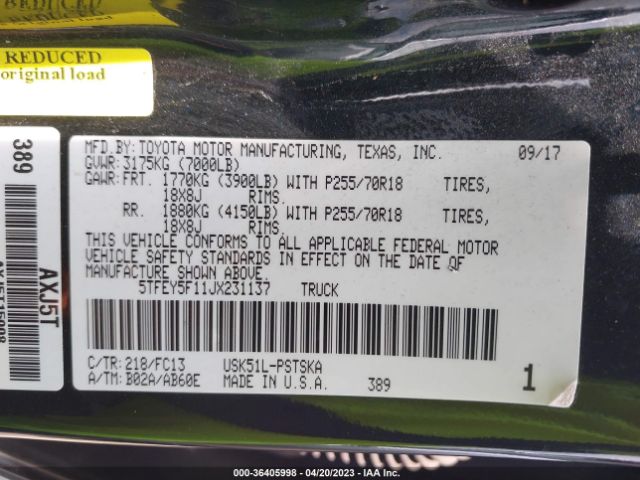 REDUCED
original load
389
AXJ5T
MFD.BY:TOYOTA MOTOR MANUFACTURING, TEXAS, INC. 09/17
GVWR:3175KG (7000LB)
GAWR:FRT. 1770KG (3900LB) WITH P255/70R18 TIRES,
18X8J RIMS.
RR. 1880KG (4150LB) WITH P255/70R18 TIRES,
18X8J RIMS.
THIS VEHICLE CONFORMS TO ALL APPLICABLE FEDERAL MOTOR
VEHICLE SAFETY STANDARDS IN EFFECT ON THE DATE OF
MANUFACTURE SHOWN ABOVE.
5TFEY5F11JX231137 TRUCK
C/TR:218/FC13 USK51L-PSTSKA
A/TM:B02A/AB60E MADE IN U.S.A. 389 1
000-36405998 - 04/20/2023 - IAA Inc.